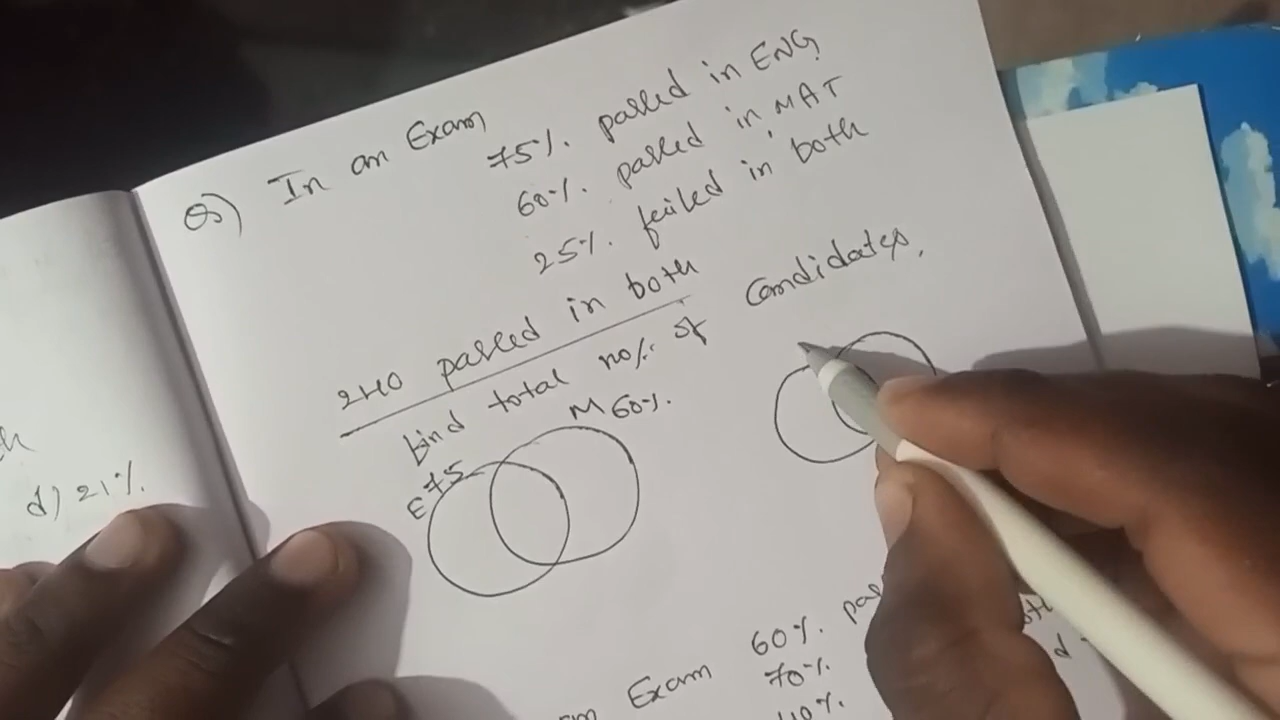 d) 21%.
Q) In an Exam
75%. passed in ENG
60%. passed in MAT
25%. failed in both
240 passed in both
find total no%. of Candidates.
E 75
M 60%.
Exam 60%.
70%.